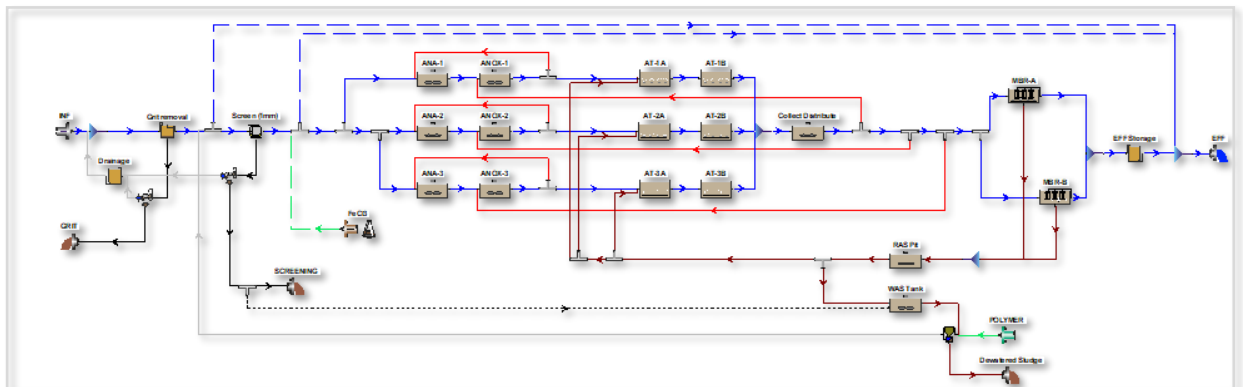 ANA-1
ANOX-1
AT-1A
AT-1B
MBR-A
INF
Grit removal
Screen (1mm)
ANA-2
ANOX-2
AT-2A
AT-2B
Collect Distribute
EFF Storage
EFF
Drainage
ANA-3
ANOX-3
AT-3A
AT-3B
MBR-B
FeCl3
GRIT
RAS Pit
SCREENING
WAS Tank
POLYMER
Dewatered Sludge